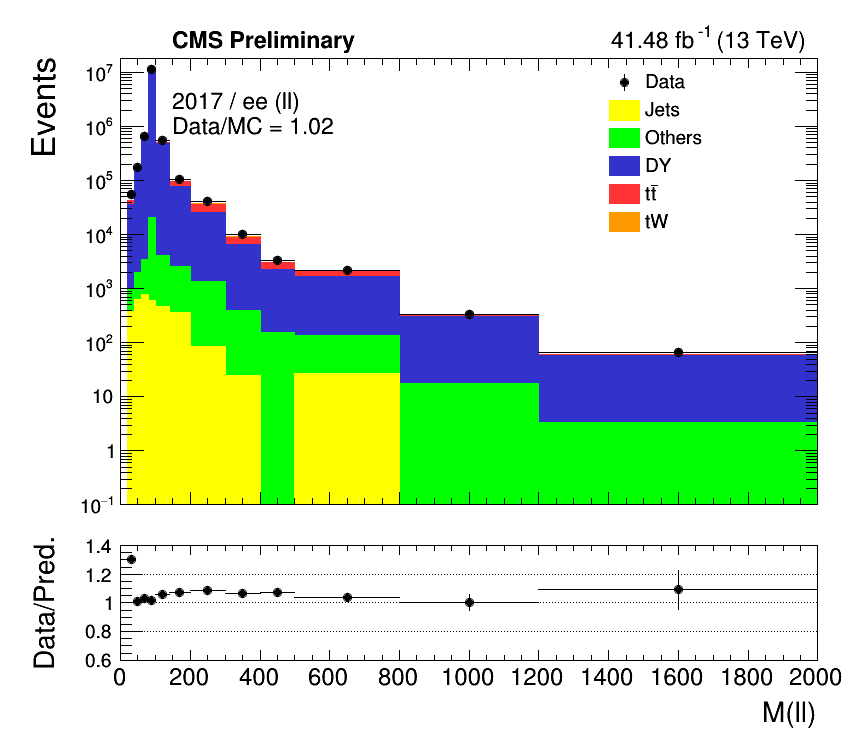 CMS Preliminary 41.48 fb⁻¹ (13 TeV)
Events
10⁷
10⁶
10⁵
10⁴
10³
10²
10
1
10⁻¹
2017 / ee (ll)
Data/MC = 1.02
Data
Jets
Others
DY
tt̄
tW
Data/Pred.
1.4
1.2
1
0.8
0.6
0 200 400 600 800 1000 1200 1400 1600 1800 2000
M(ll)